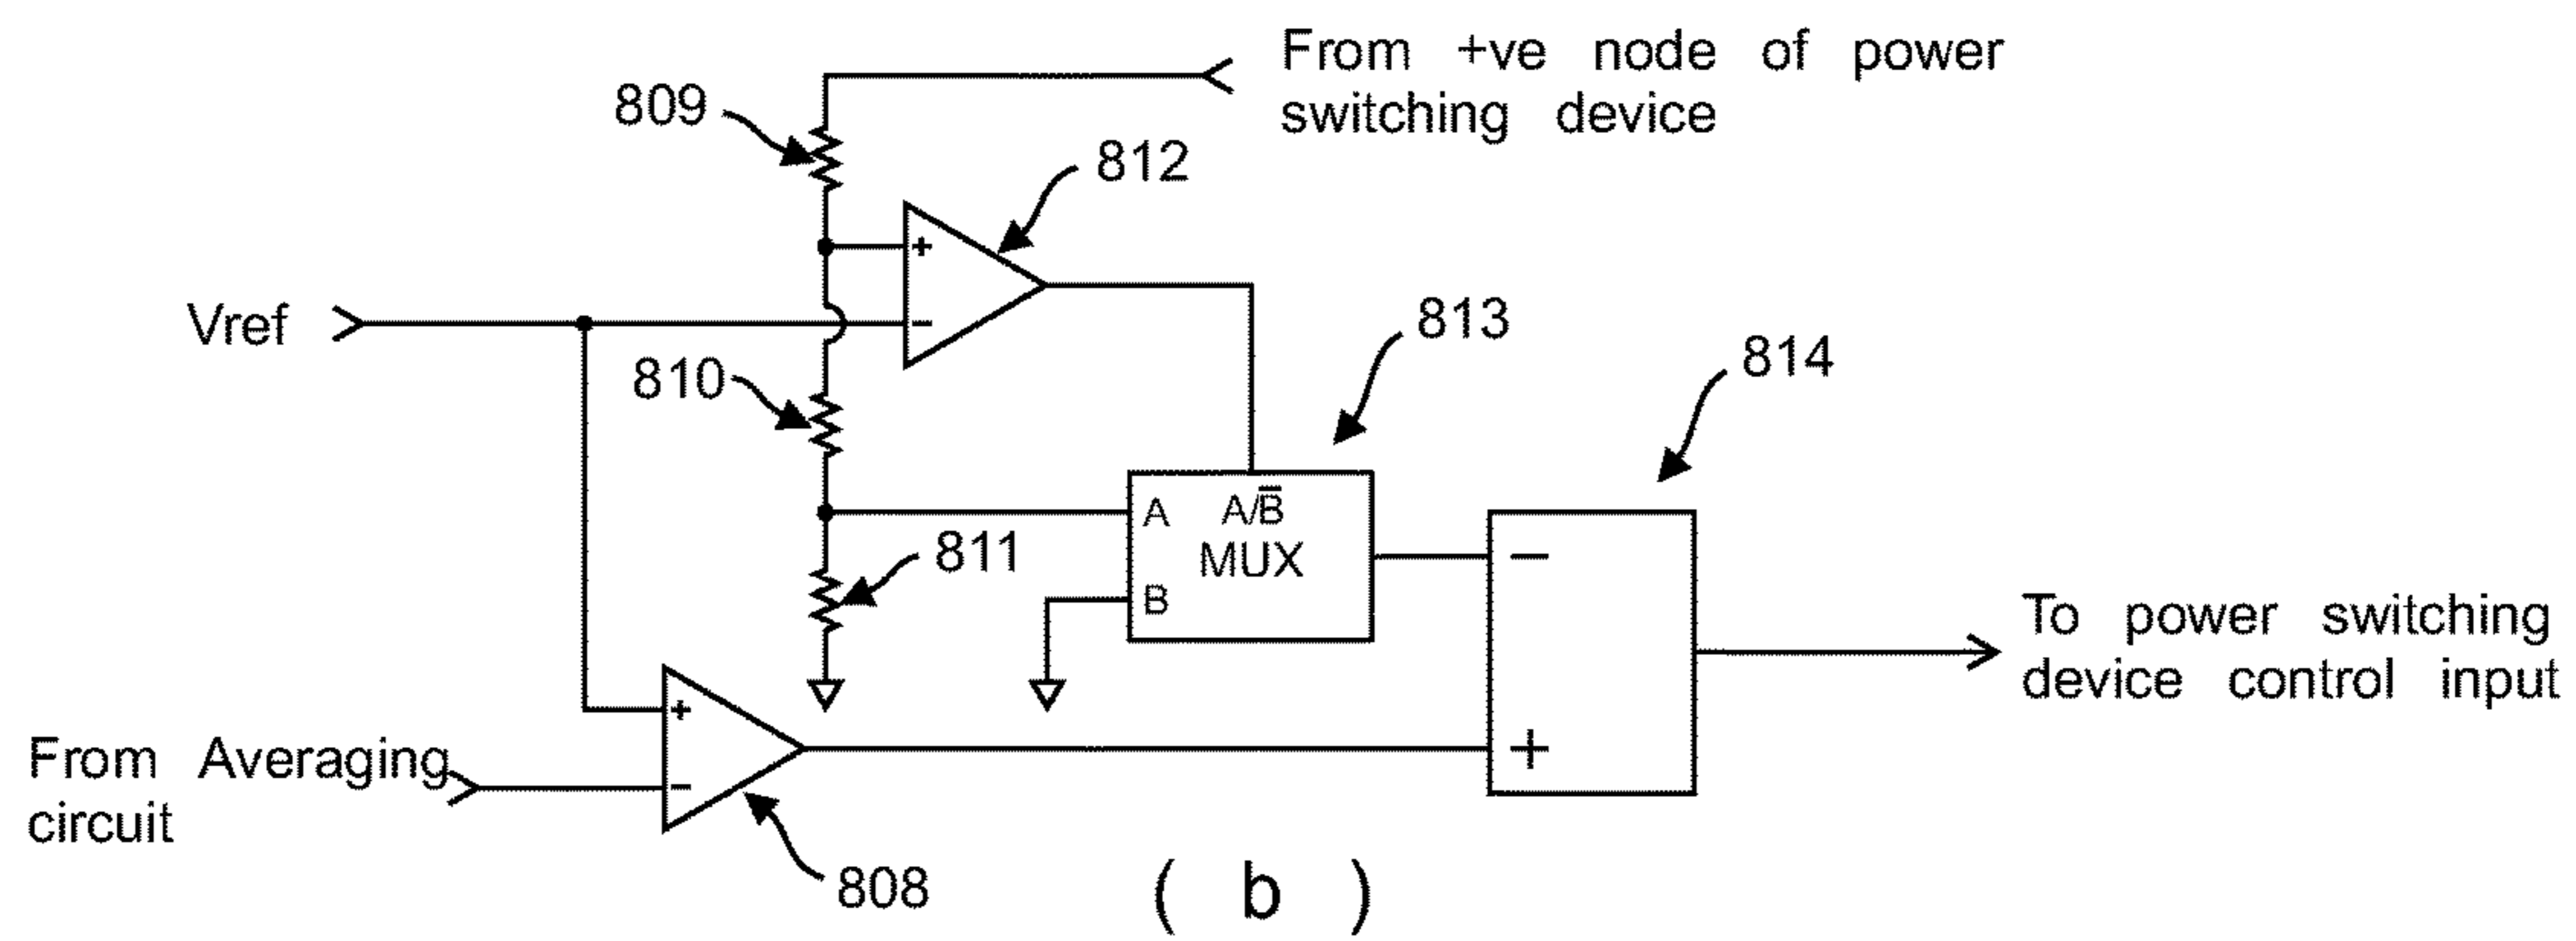 From +ve node of power
switching device
809
812
Vref
813
810
814
+
−
A
A/B̅
MUX
B
811
−
+
To power switching
device control input
+
−
From Averaging
circuit
808
( b )